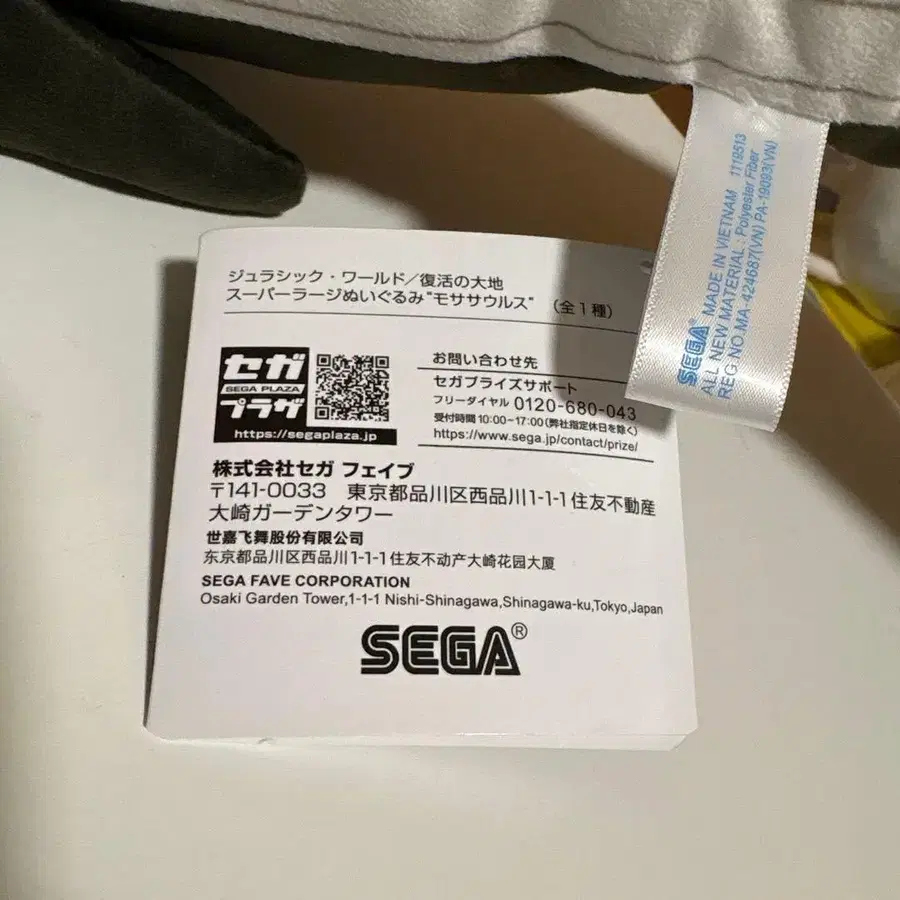 ジュラシック・ワールド／復活の大地
スーパーラージぬいぐるみ“モササウルス” （全1種）
セガ
SEGA PLAZA
プラザ
https://segaplaza.jp
お問い合わせ先
セガプライズサポート
フリーダイヤル 0120-680-043
受付時間 10:00～17:00（弊社指定休日を除く）
https://www.sega.jp/contact/prize/
株式会社セガ フェイブ
〒141-0033 東京都品川区西品川1-1-1 住友不動産
大崎ガーデンタワー
世嘉飞舞股份有限公司
东京都品川区西品川1-1-1 住友不动产大崎花园大厦
SEGA FAVE CORPORATION
Osaki Garden Tower,1-1-1 Nishi-Shinagawa,Shinagawa-ku,Tokyo,Japan
SEGA®
SEGA® MADE IN VIETNAM 1119513
ALL NEW MATERIAL : Polyester Fiber
REG.NO.MA-424687(VN) PA-19093(VN)